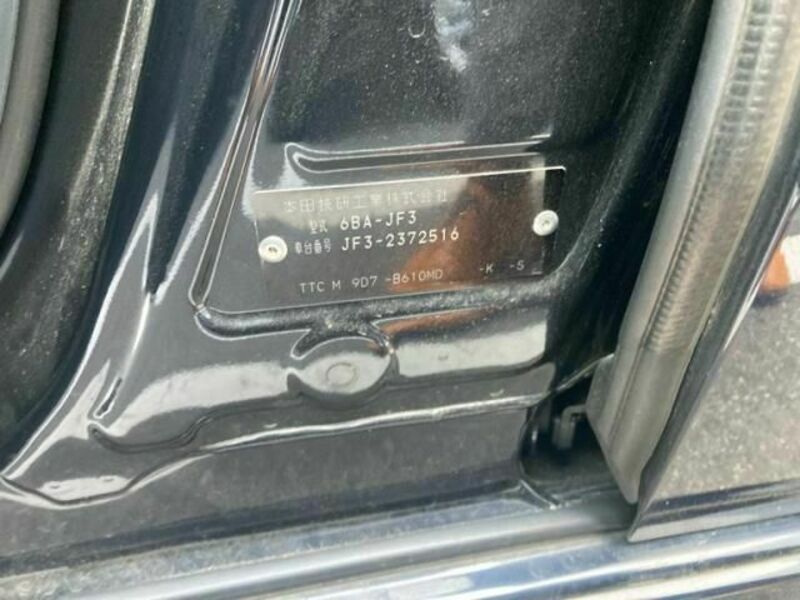 本田技研工業株式会社
型式 6BA-JF3
車台番号 JF3-2372516
TTC M 9D7 -B610MD -K -S